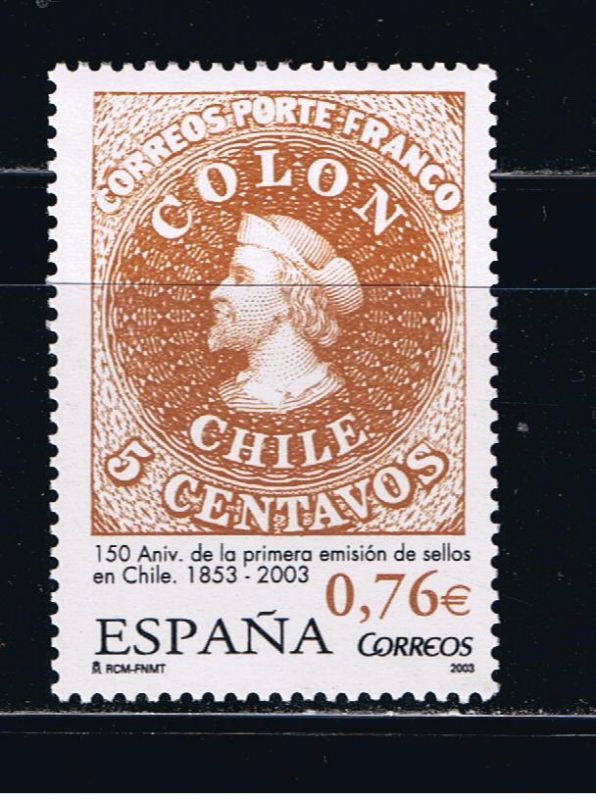 CORREOS PORTE FRANCO
COLON
CHILE
5 CENTAVOS
150 Aniv. de la primera emisión de sellos
en Chile. 1853 - 2003
0,76€
ESPAÑA CORREOS
RCM-FNMT 2003